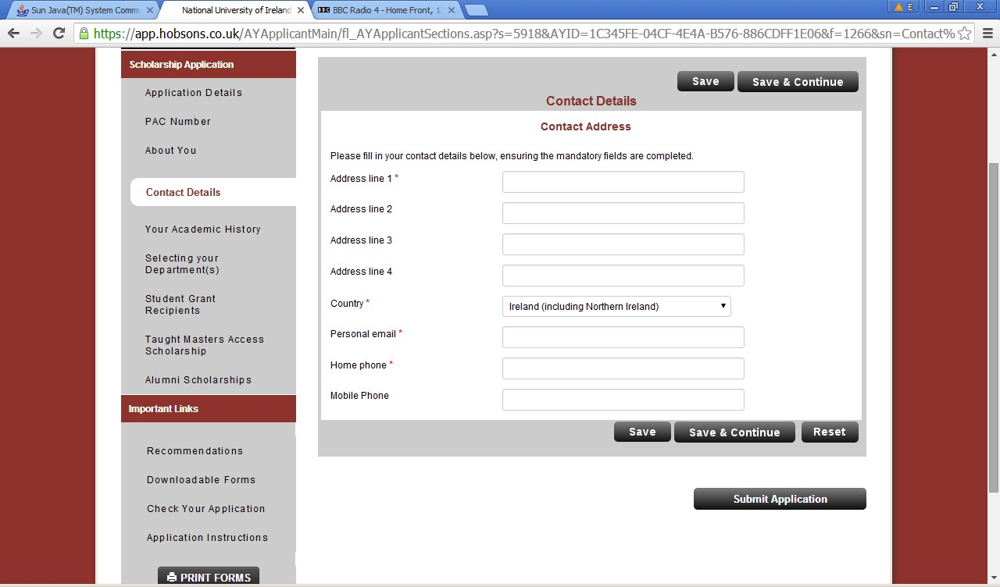 Sun Java(TM) System Commu
National University of Ireland
BBC BBC Radio 4 - Home Front, 1
E
https://app.hobsons.co.uk/AYApplicantMain/fl_AYApplicantSections.asp?s=5918&AYID=1C345FE-04CF-4E4A-B576-886CDFF1E06&f=1266&sn=Contact%
Scholarship Application
Application Details
PAC Number
About You
Contact Details
Your Academic History
Selecting your
Department(s)
Student Grant
Recipients
Taught Masters Access
Scholarship
Alumni Scholarships
Important Links
Recommendations
Downloadable Forms
Check Your Application
Application Instructions
PRINT FORMS
Save
Save & Continue
Contact Details
Contact Address
Please fill in your contact details below, ensuring the mandatory fields are completed.
Address line 1 *
Address line 2
Address line 3
Address line 4
Country * Ireland (including Northern Ireland)
Personal email *
Home phone *
Mobile Phone
Save
Save & Continue
Reset
Submit Application